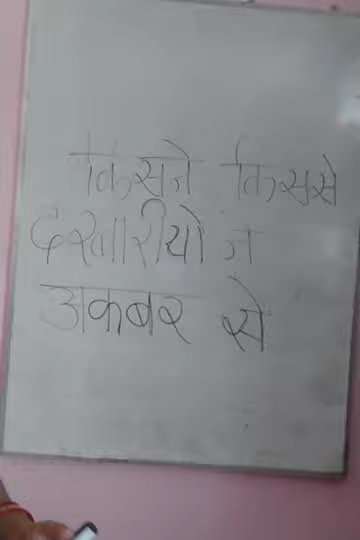 किसने किससे
दरबारीयों ने
अकबर से